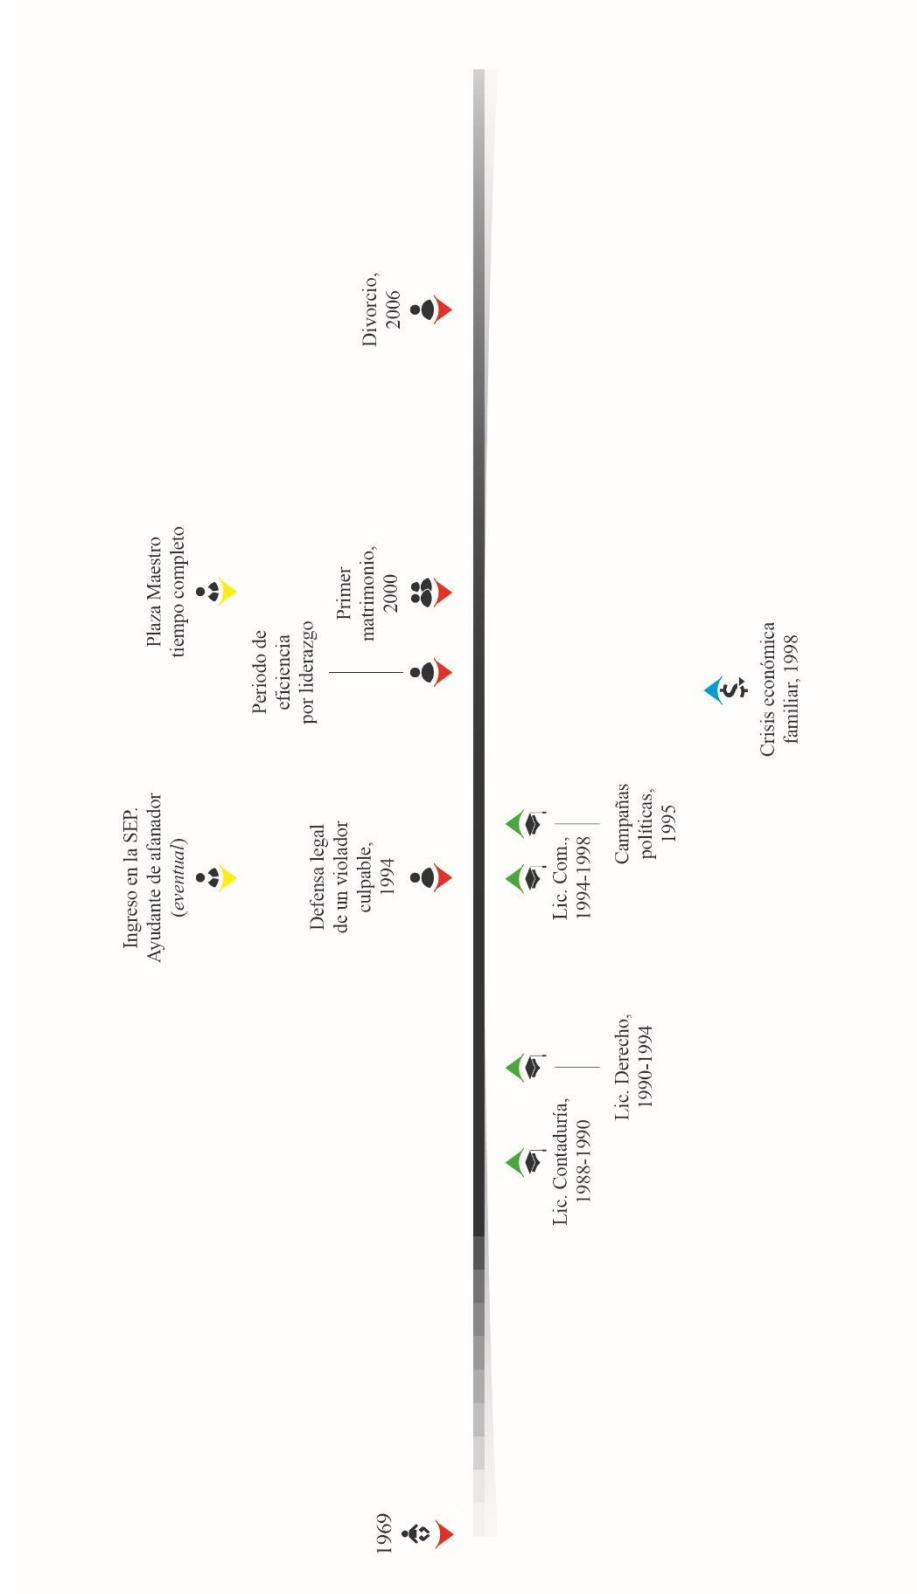 1969
Lic. Contaduría,
1988-1990
Lic. Derecho,
1990-1994
Ingreso en la SEP.
Ayudante de afanador
(eventual)
Defensa legal
de un violador
culpable,
1994
Lic. Com.,
1994-1998
Campañas
políticas,
1995
Periodo de
eficiencia
por liderazgo
Crisis económica
familiar, 1998
Plaza Maestro
tiempo completo
Primer
matrimonio,
2000
Divorcio,
2006